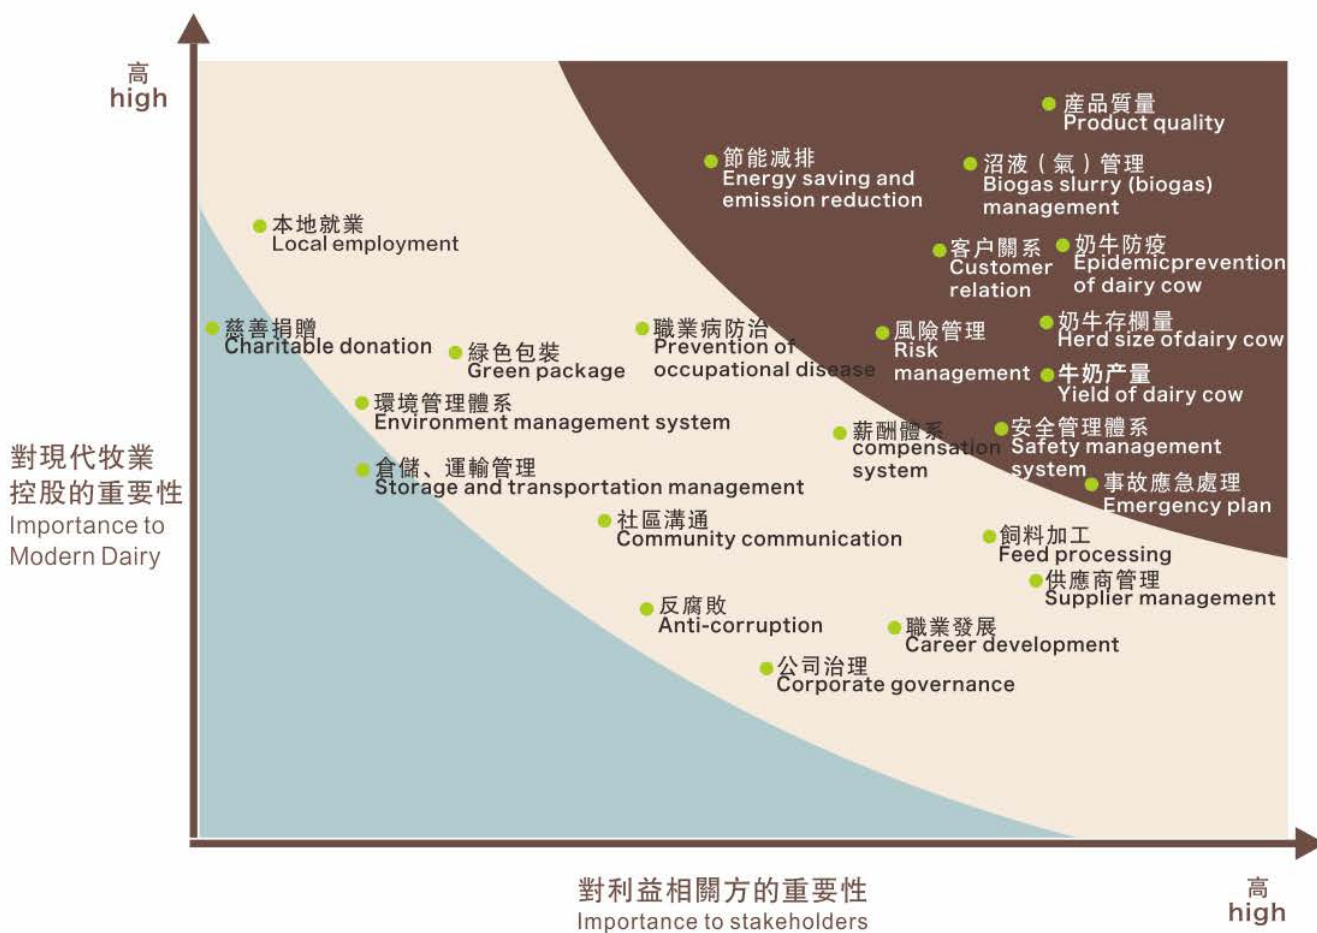 高
high
産品質量
Product quality
節能减排
Energy saving and
emission reduction
沼液（氣）管理
Biogas slurry (biogas)
management
本地就業
Local employment
客户關系
Customer
relation
奶牛防疫
Epidemicprevention
of dairy cow
慈善捐贈
Charitable donation
緑色包裝
Green package
職業病防治
Prevention of
occupational disease
風險管理
Risk
management
奶牛存欄量
Herd size ofdairy cow
牛奶产量
Yield of dairy cow
環境管理體系
Environment management system
薪酬體系
compensation
system
安全管理體系
Safety management
system
對現代牧業
控股的重要性
Importance to
Modern Dairy
倉儲、運輸管理
Storage and transportation management
事故應急處理
Emergency plan
社區溝通
Community communication
飼料加工
Feed processing
供應商管理
Supplier management
反腐敗
Anti-corruption
職業發展
Career development
公司治理
Corporate governance
對利益相關方的重要性
Importance to stakeholders
高
high